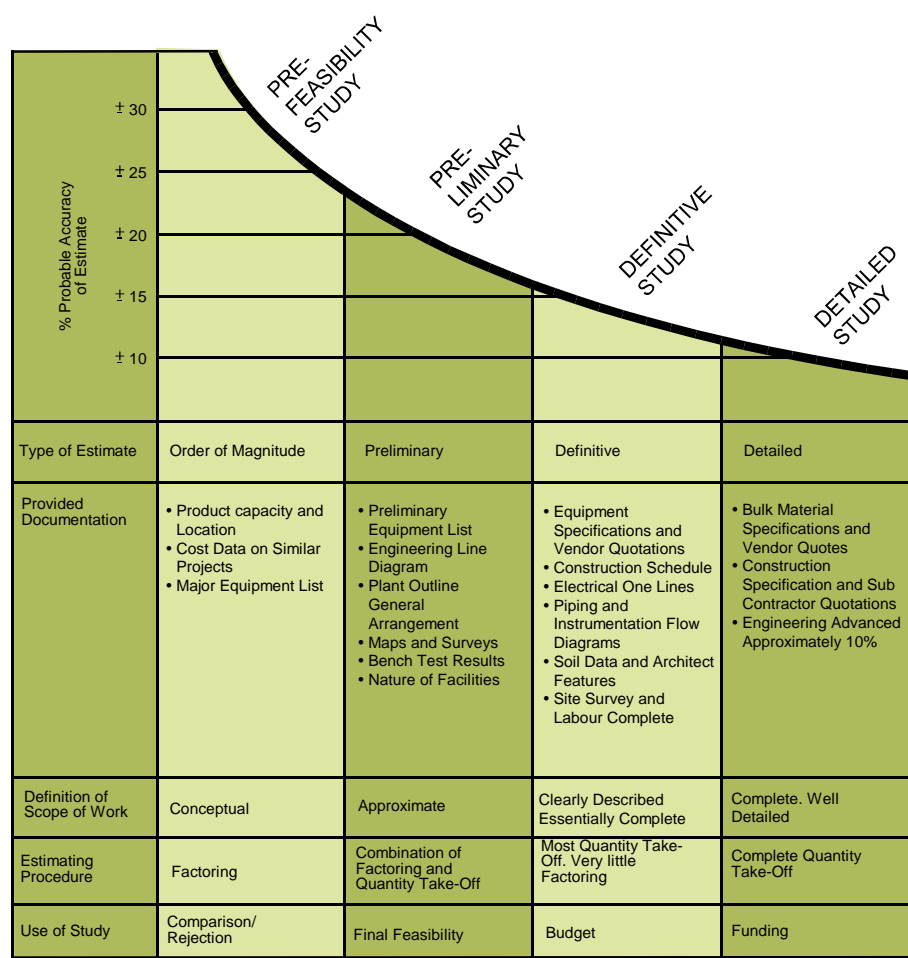 PRE-
FEASIBILITY
STUDY
PRE-
LIMINARY
STUDY
DEFINITIVE
STUDY
DETAILED
STUDY
% Probable Accuracy
of Estimate
± 30
± 25
± 20
± 15
± 10
Type of Estimate
Order of Magnitude
Preliminary
Definitive
Detailed
Provided
Documentation
• Product capacity and
Location
• Cost Data on Similar
Projects
• Major Equipment List
• Preliminary
Equipment List
• Engineering Line
Diagram
• Plant Outline
General
Arrangement
• Maps and Surveys
• Bench Test Results
• Nature of Facilities
• Equipment
Specifications and
Vendor Quotations
• Construction Schedule
• Electrical One Lines
• Piping and
Instrumentation Flow
Diagrams
• Soil Data and Architect
Features
• Site Survey and
Labour Complete
• Bulk Material
Specifications and
Vendor Quotes
• Construction
Specification and Sub
Contractor Quotations
• Engineering Advanced
Approximately 10%
Definition of
Scope of Work
Conceptual
Approximate
Clearly Described
Essentially Complete
Complete. Well
Detailed
Estimating
Procedure
Factoring
Combination of
Factoring and
Quantity Take-Off
Most Quantity Take-
Off. Very little
Factoring
Complete Quantity
Take-Off
Use of Study
Comparison/
Rejection
Final Feasibility
Budget
Funding